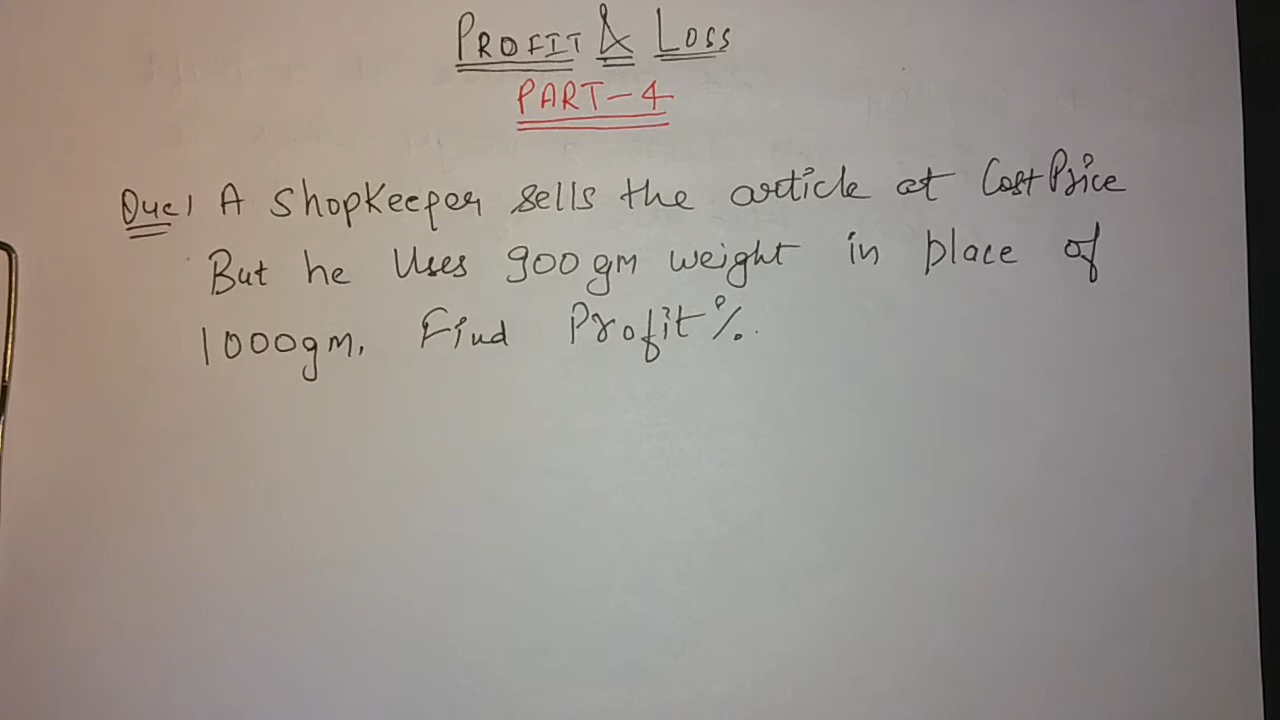 PROFIT & LOSS
PART-4
Que1 A Shopkeeper sells the article at Cost Price
But he Uses 900gm weight in place of
1000gm. Find Profit%.